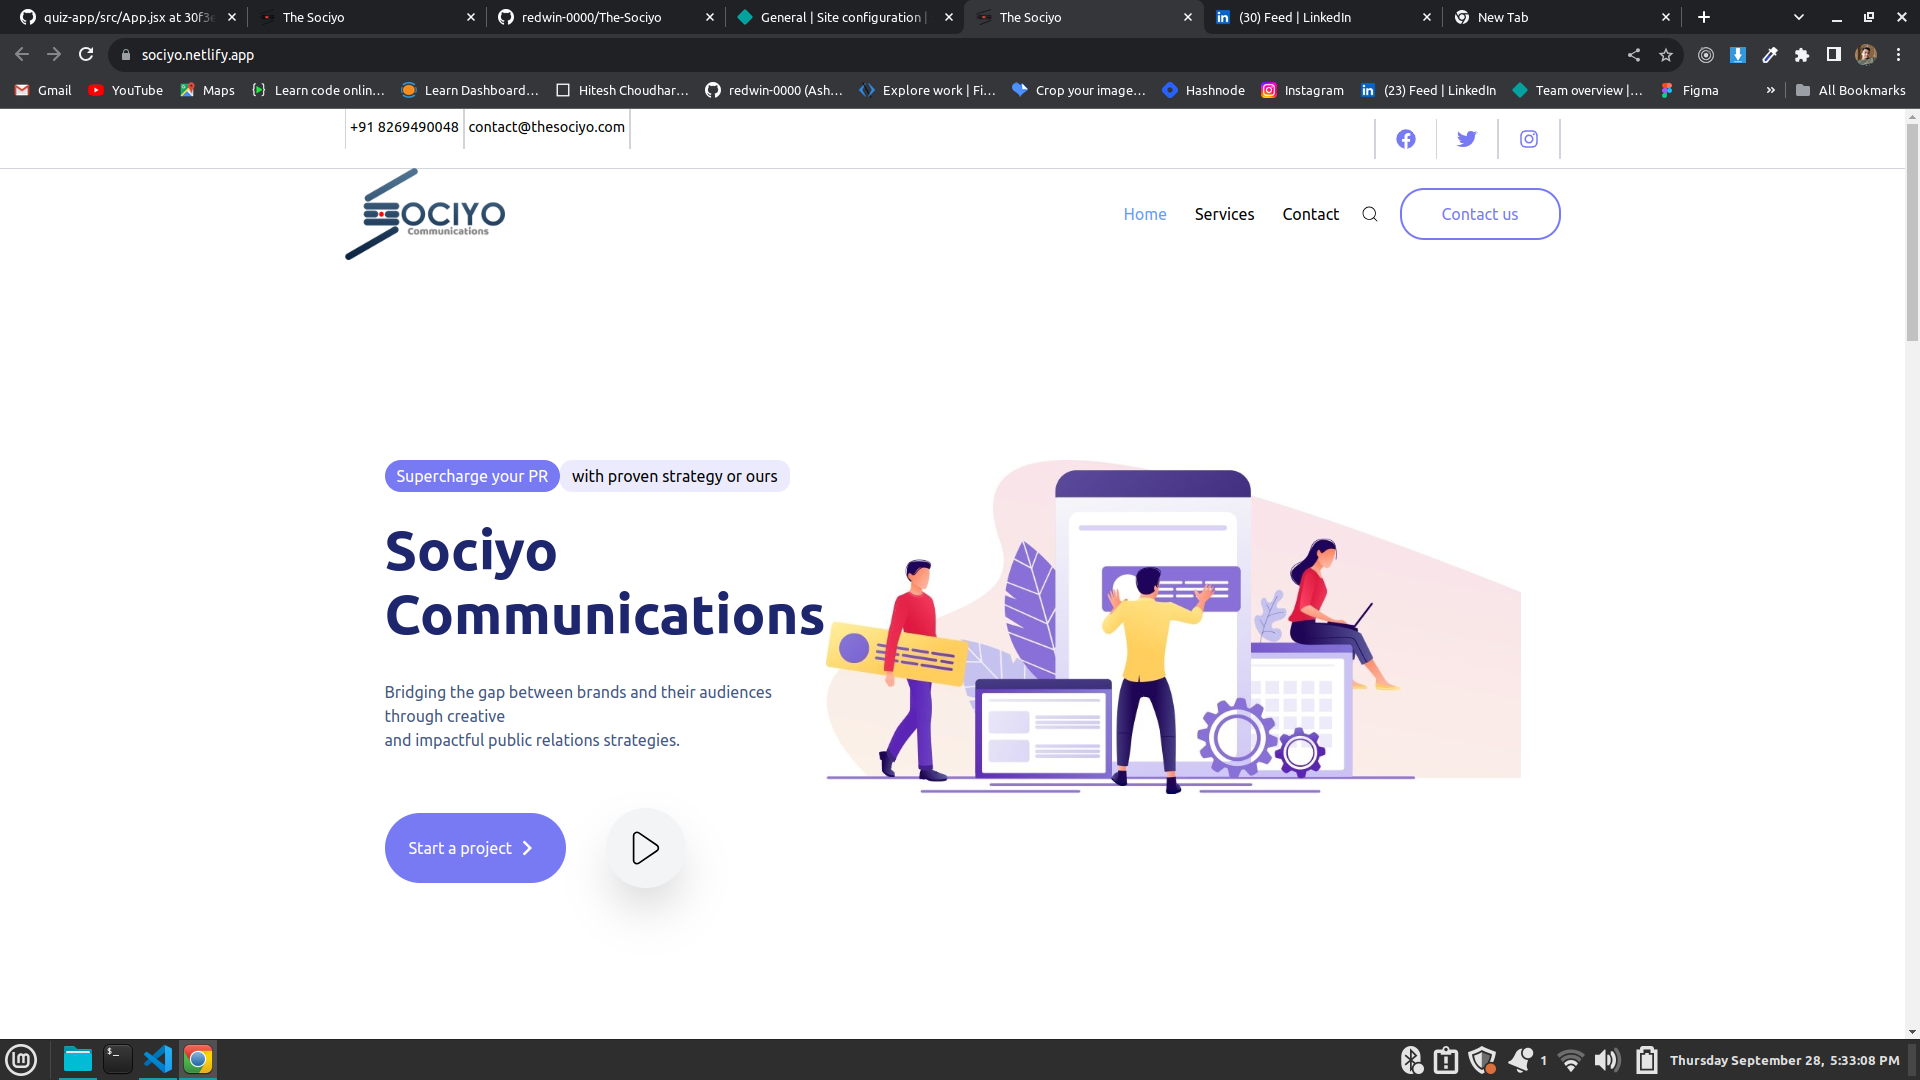 quiz-app/src/App.jsx at 30f3e
The Sociyo
redwin-0000/The-Sociyo
General | Site configuration |
The Sociyo
(30) Feed | LinkedIn
New Tab
sociyo.netlify.app
Gmail
YouTube
Maps
Learn code onlin...
Learn Dashboard...
Hitesh Choudhar...
redwin-0000 (Ash...
Explore work | Fi...
Crop your image...
Hashnode
Instagram
(23) Feed | LinkedIn
Team overview |...
Figma
»
All Bookmarks
+91 8269490048
contact@thesociyo.com
SOCIYO
Communications
Home
Services
Contact
Contact us
Supercharge your PR
with proven strategy or ours
Sociyo
Communications
Bridging the gap between brands and their audiences
through creative
and impactful public relations strategies.
Start a project
1
Thursday September 28, 5:33:08 PM